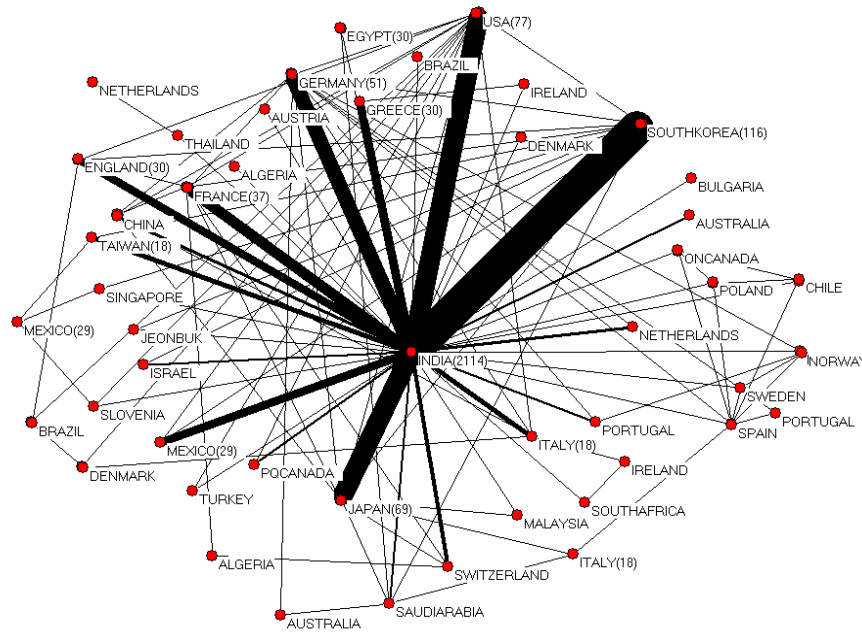 USA(77)
EGYPT(30)
BRAZIL
GERMANY(51)
NETHERLANDS
IRELAND
GREECE(30)
AUSTRIA
SOUTHKOREA(116)
THAILAND
DENMARK
ENGLAND(30)
ALGERIA
BULGARIA
FRANCE(37)
CHINA
AUSTRALIA
TAIWAN(18)
ONCANADA
POLAND
CHILE
SINGAPORE
MEXICO(29)
JEONBUK
NETHERLANDS
INDIA(2114)
NORWAY
ISRAEL
SWEDEN
SLOVENIA
PORTUGAL
BRAZIL
PORTUGAL
SPAIN
ITALY(18)
MEXICO(29)
IRELAND
DENMARK
PQCANADA
TURKEY
SOUTHAFRICA
JAPAN(69)
MALAYSIA
ALGERIA
ITALY(18)
SWITZERLAND
SAUDIARABIA
AUSTRALIA